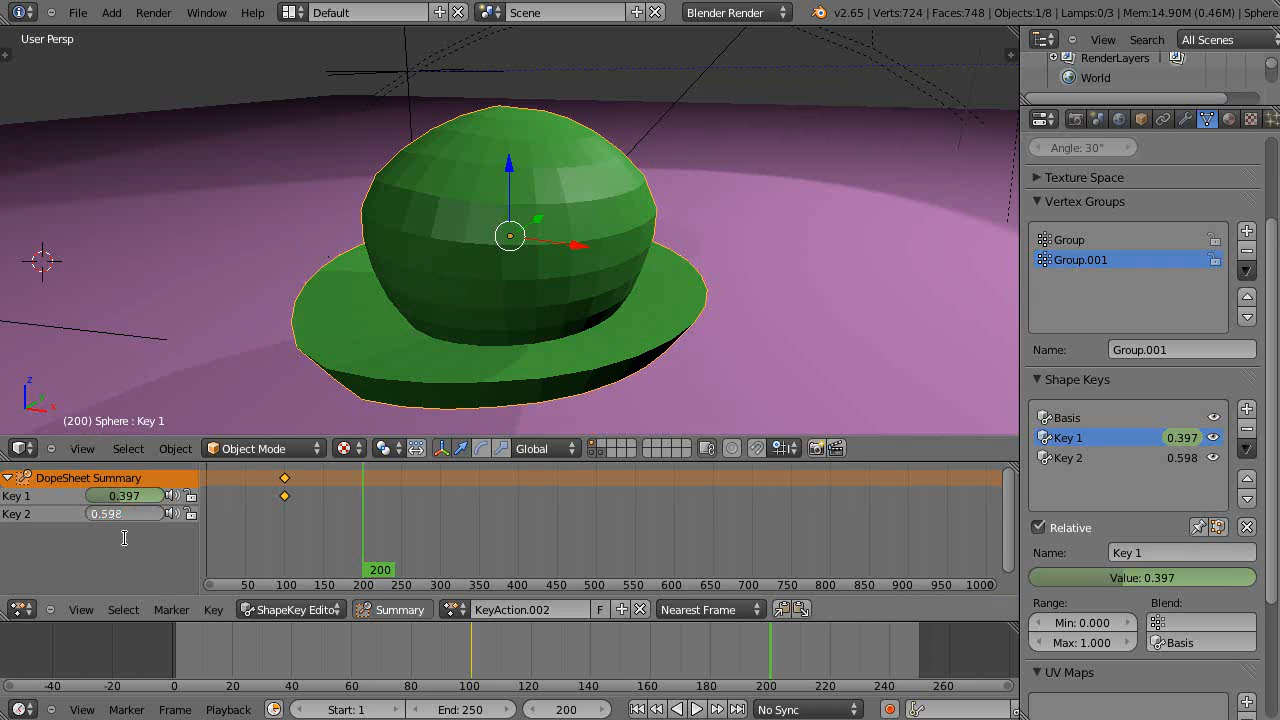 File Add Render Window Help Default Scene Blender Render v2.65 | Verts:724 | Faces:748 | Objects:1/8 | Lamps:0/3 | Mem:14.90M (0.46M) | Sphere
User Persp
View Search All Scenes
RenderLayers
World
Angle: 30°
Texture Space
Vertex Groups
Group
Group.001
Name: Group.001
Shape Keys
Basis
Key 1 0.397
Key 2 0.598
Relative
Name: Key 1
Value: 0.397
Range: Blend:
Min: 0.000
Max: 1.000 Basis
UV Maps
z
x
(200) Sphere : Key 1
View Select Object Object Mode Global
DopeSheet Summary
Key 1 0.397
Key 2 0.598
200
50 100 150 200 250 300 350 400 450 500 550 600 650 700 750 800 850 900 950 1000
View Select Marker Key ShapeKey Edito Summary KeyAction.002 F Nearest Frame
-40 -20 0 20 40 60 80 100 120 140 160 180 200 220 240 260
View Marker Frame Playback Start: 1 End: 250 200 No Sync